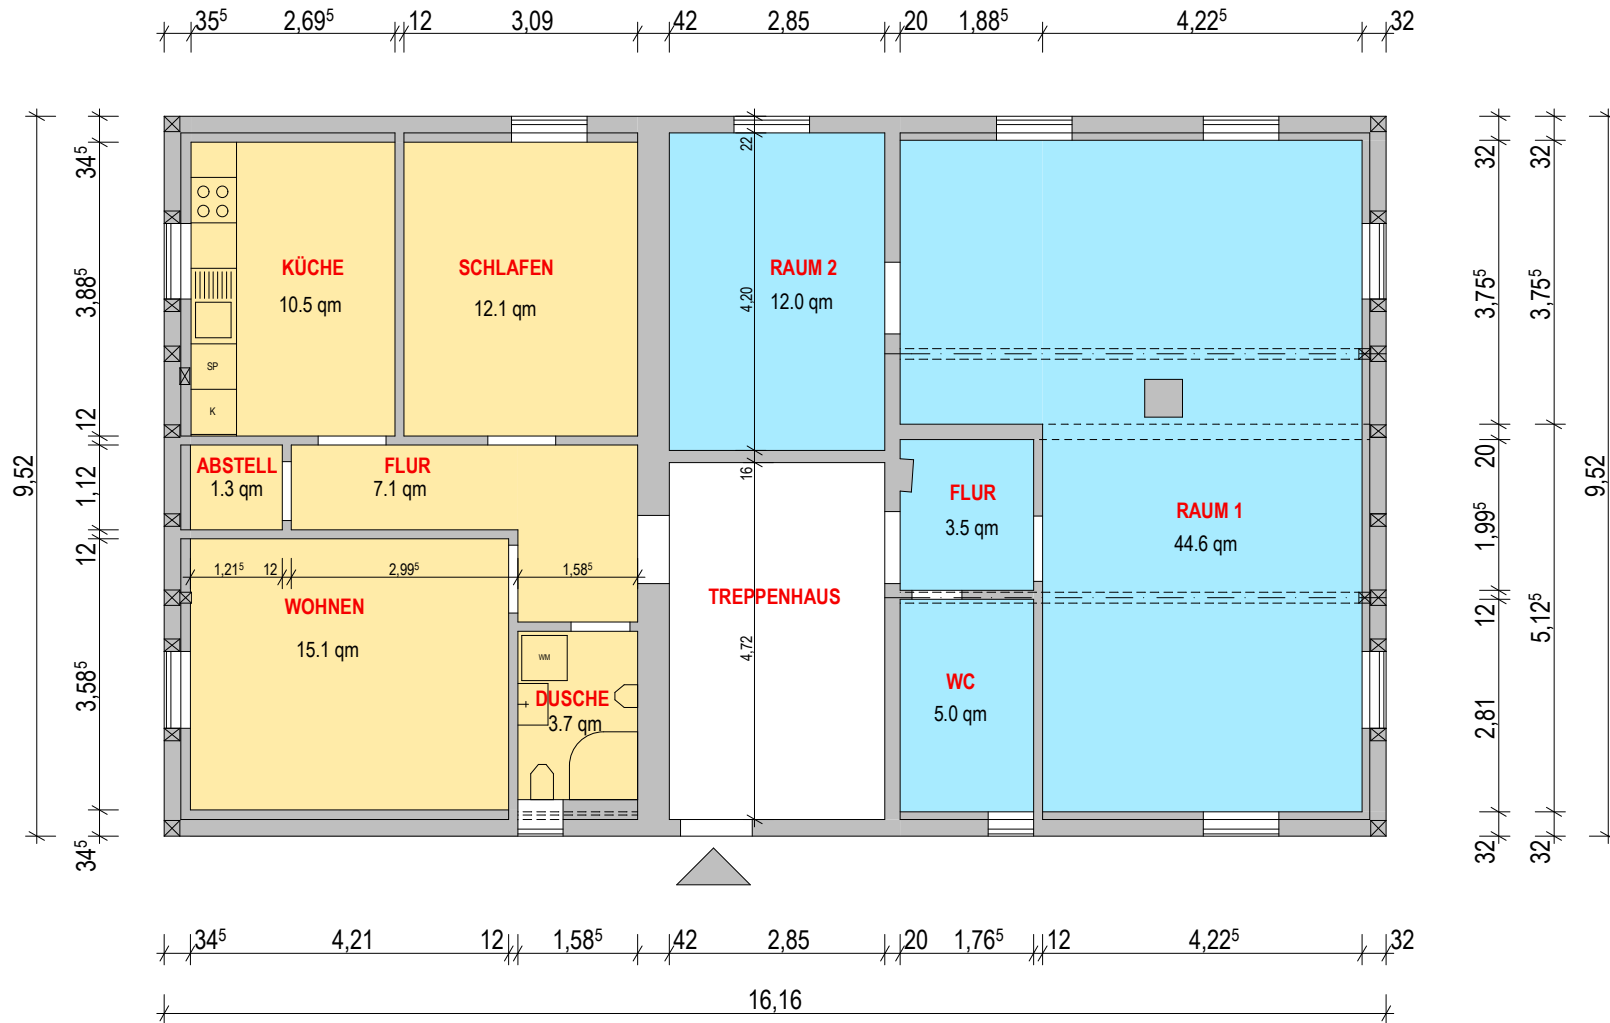 35⁵ 2,69⁵ 12 3,09 42 2,85 20 1,88⁵ 4,22⁵ 32
34⁵
3,88⁵
12
1,12
12
3,58⁵
34⁵
9,52
KÜCHE
10.5 qm
SP
K
SCHLAFEN
12.1 qm
RAUM 2
12.0 qm
22
4,20
16
4,72
ABSTELL
1.3 qm
FLUR
7.1 qm
FLUR
3.5 qm
RAUM 1
44.6 qm
1,21⁵ 12 2,99⁵ 1,58⁵
WOHNEN
15.1 qm
TREPPENHAUS
WM
DUSCHE
3.7 qm
WC
5.0 qm
32
3,75⁵
20
1,99⁵
12
2,81
32
32
3,75⁵
5,12⁵
32
9,52
34⁵ 4,21 12 1,58⁵ 42 2,85 20 1,76⁵ 12 4,22⁵ 32
16,16